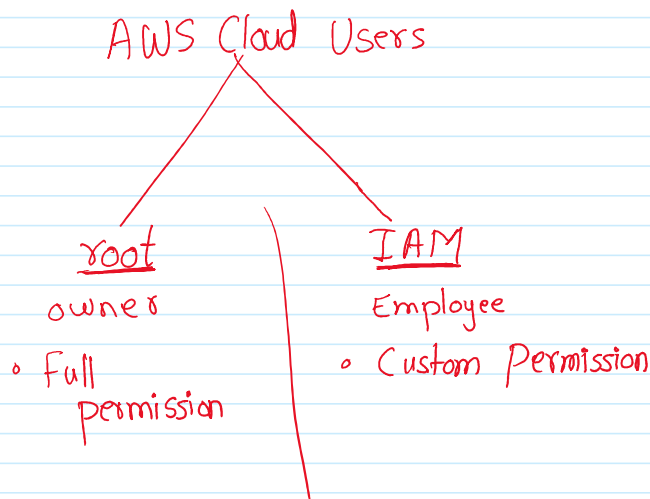 AWS Cloud Users
root
owner
• Full
permission
IAM
Employee
• Custom Permission